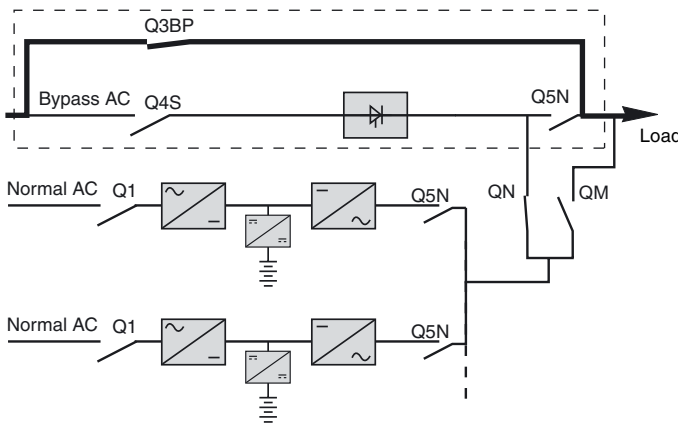 Q3BP
Bypass AC Q4S Q5N
Load
Normal AC Q1 Q5N QN QM
Normal AC Q1 Q5N